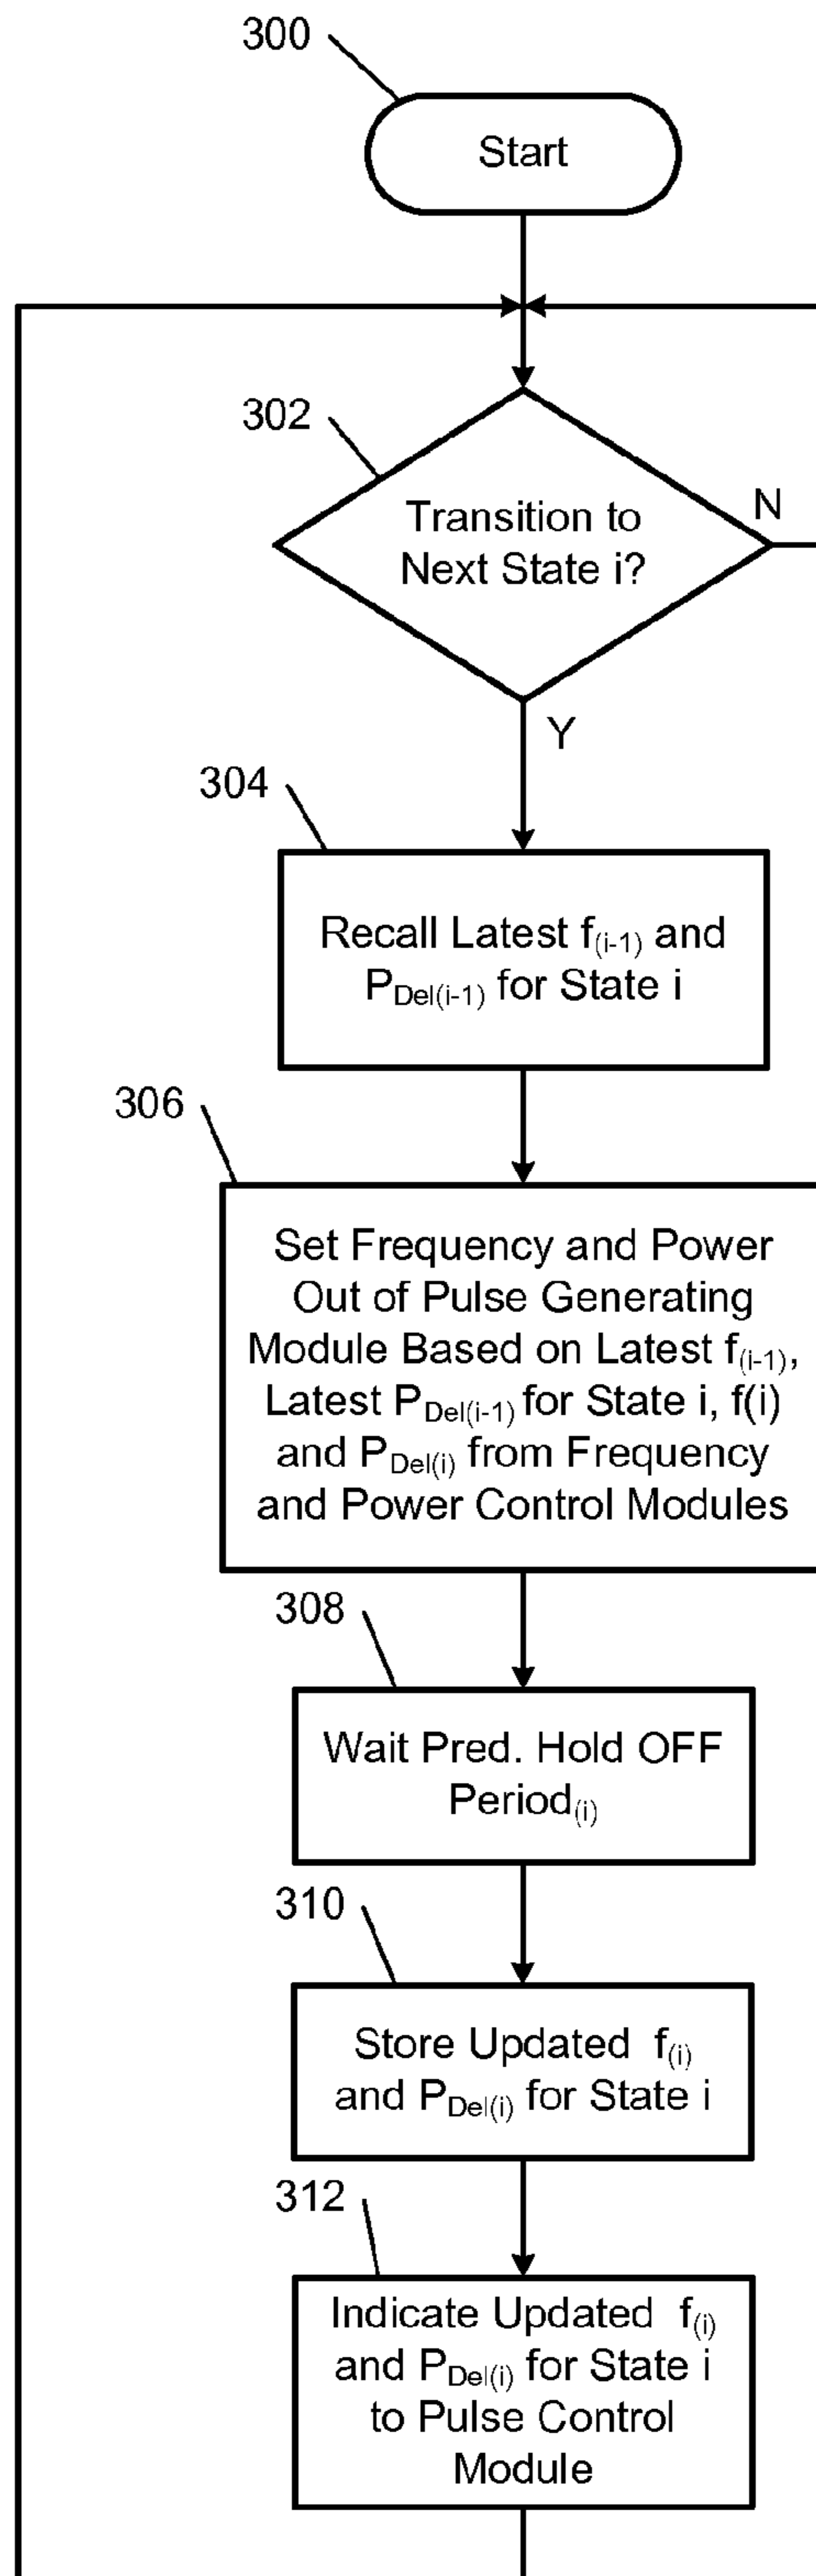 300
Start
302
Transition to
Next State i?
N
Y
304
Recall Latest f(i-1) and
PDel(i-1) for State i
306
Set Frequency and Power
Out of Pulse Generating
Module Based on Latest f(i-1),
Latest PDel(i-1) for State i, f(i)
and PDel(i) from Frequency
and Power Control Modules
308
Wait Pred. Hold OFF
Period(i)
310
Store Updated f(i)
and PDel(i) for State i
312
Indicate Updated f(i)
and PDel(i) for State i
to Pulse Control
Module